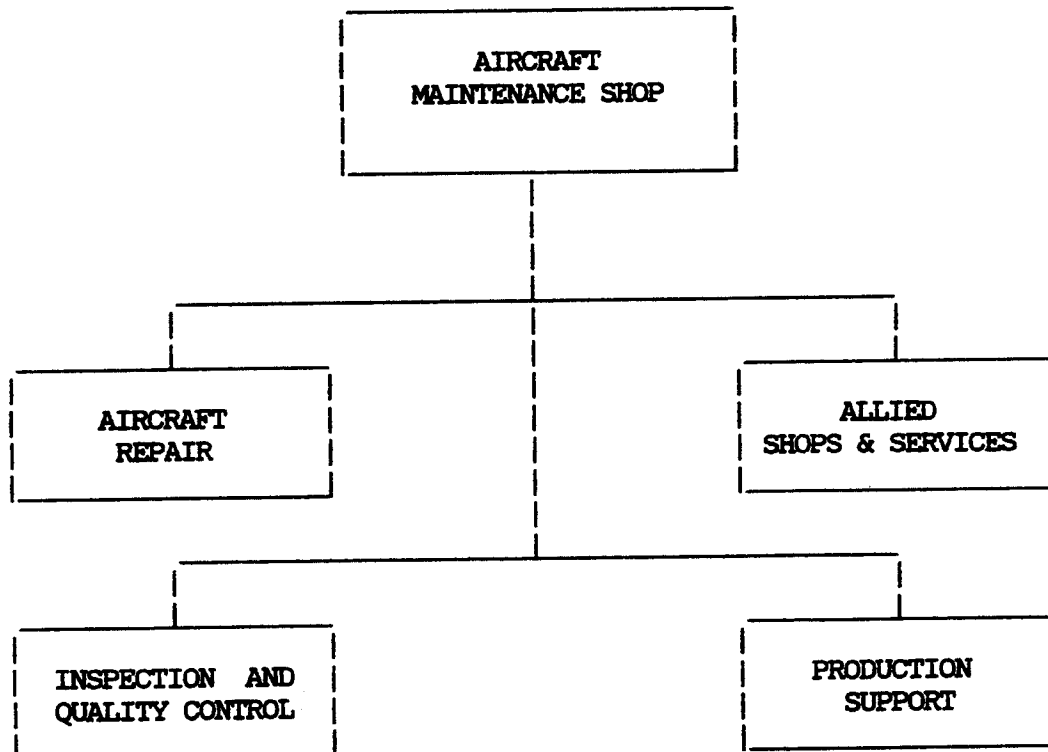 AIRCRAFT
MAINTENANCE SHOP
AIRCRAFT
REPAIR
ALLIED
SHOPS & SERVICES
INSPECTION AND
QUALITY CONTROL
PRODUCTION
SUPPORT